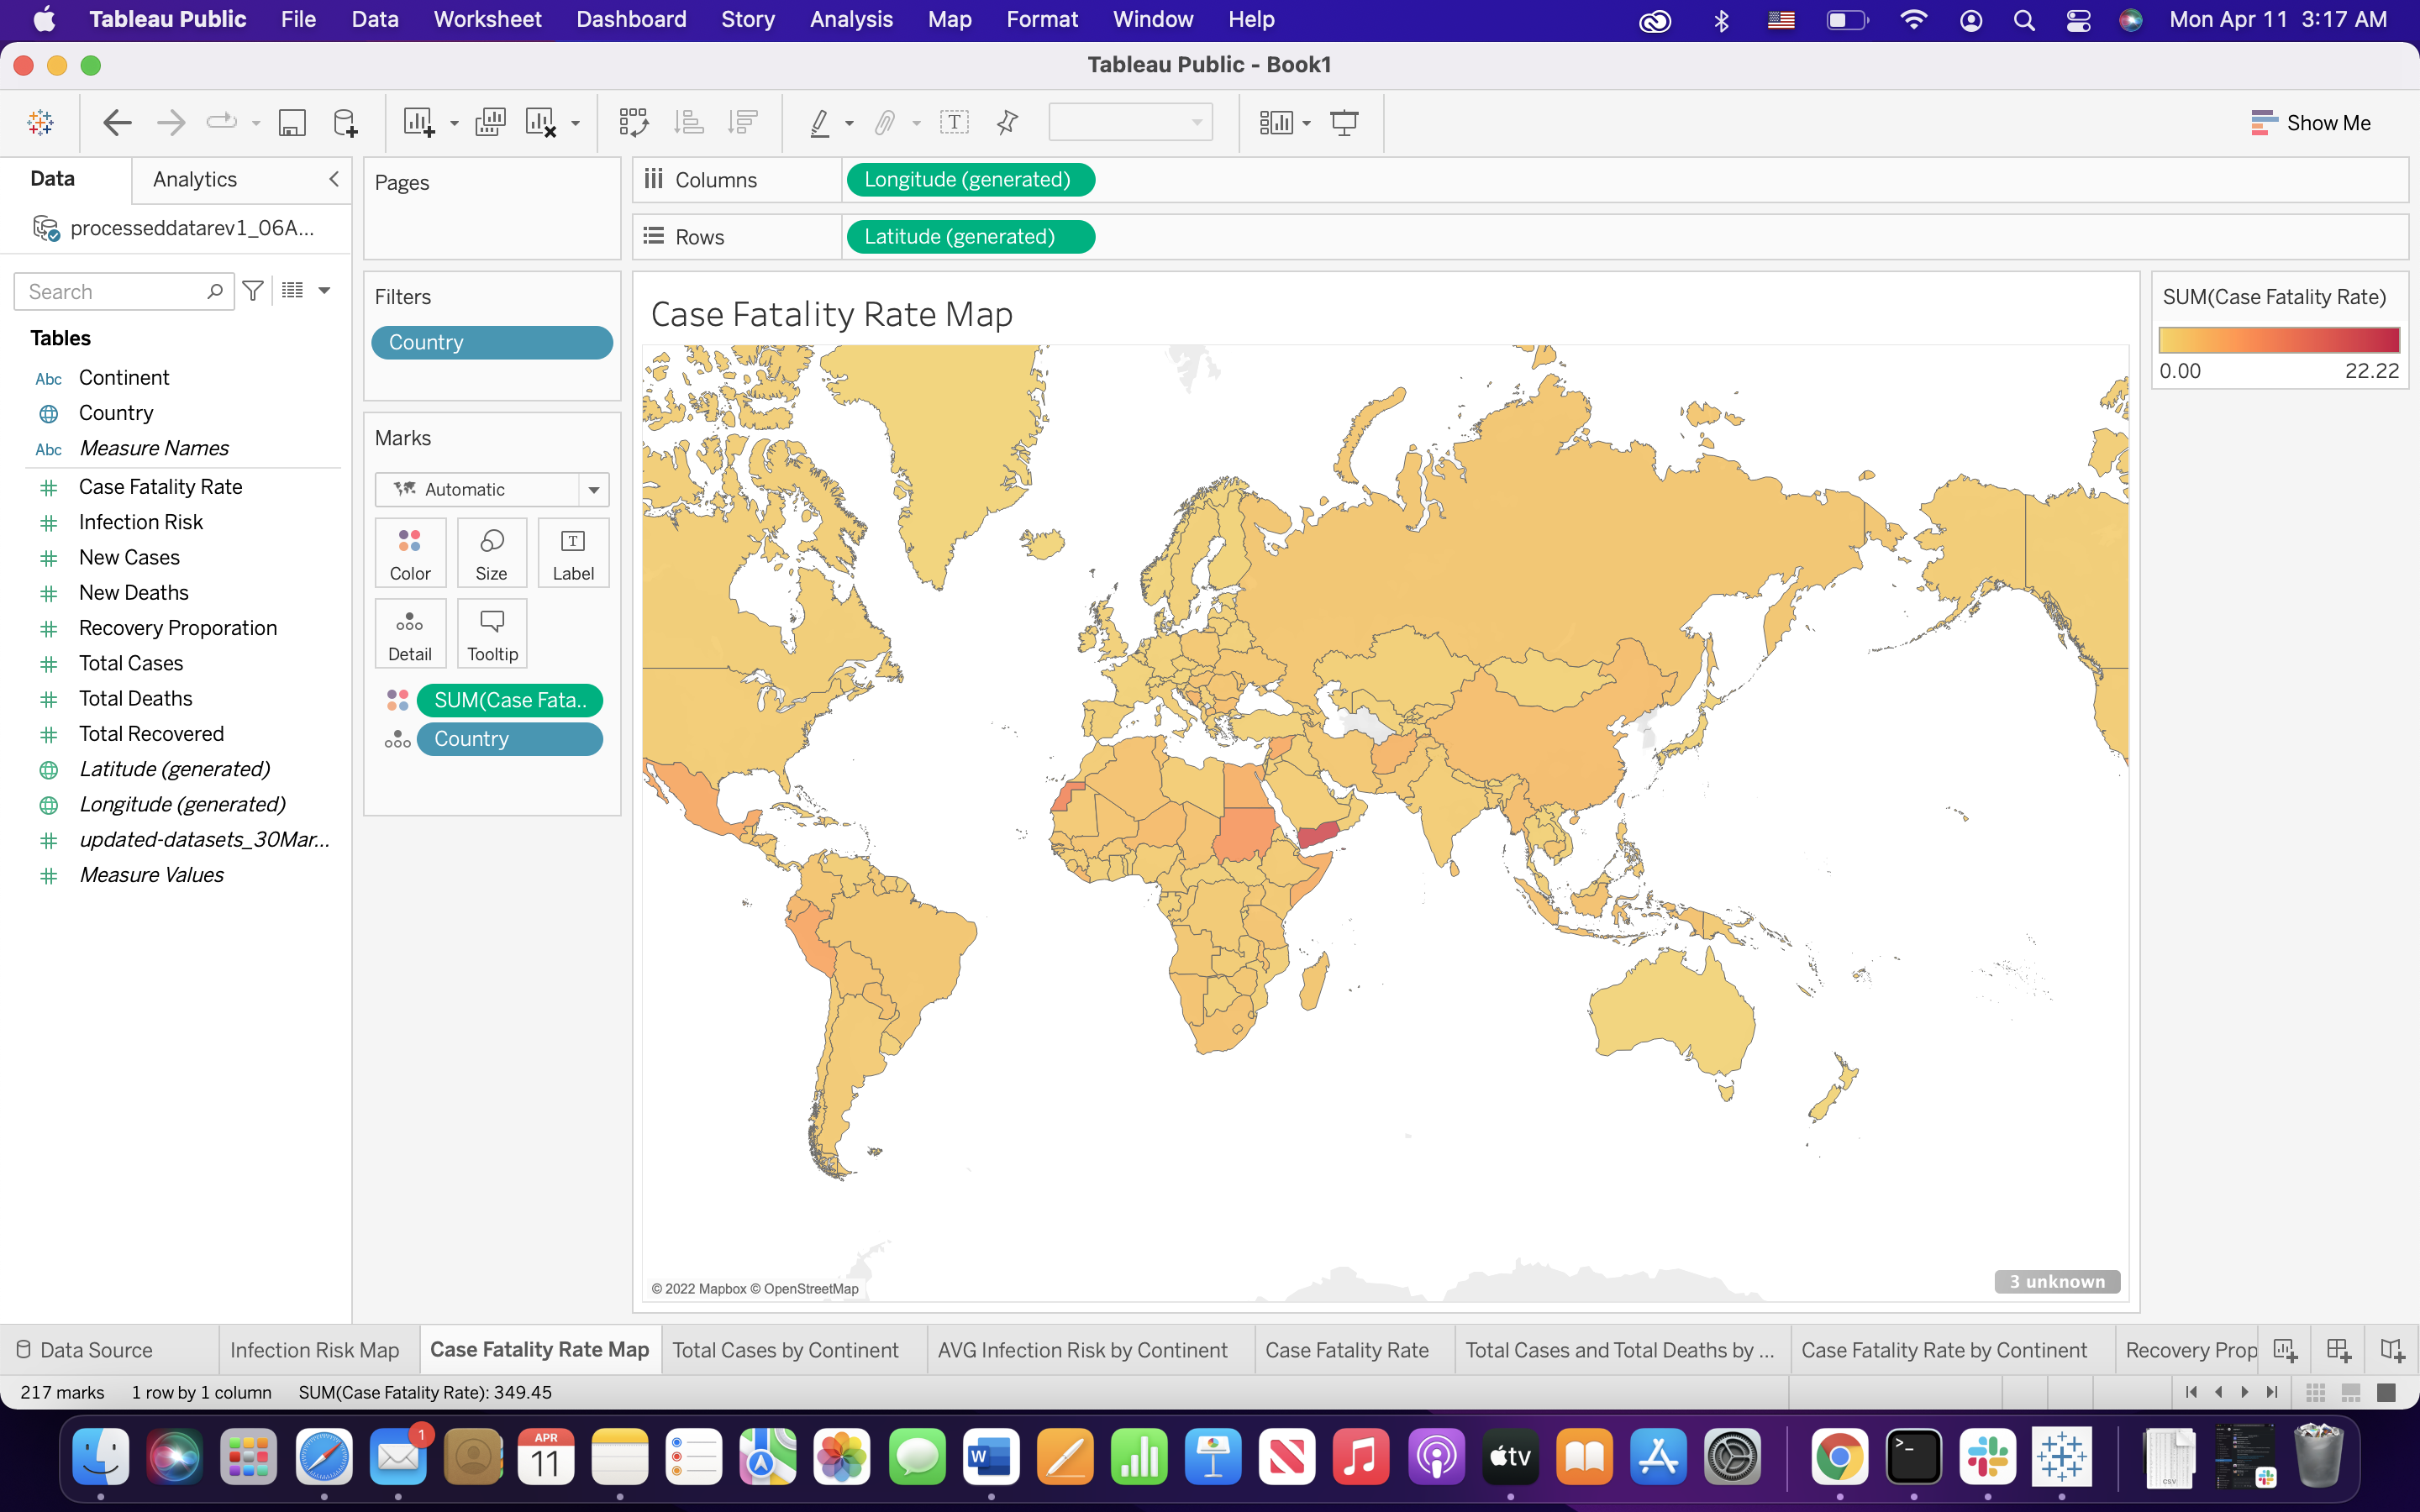 Tableau Public File Data Worksheet Dashboard Story Analysis Map Format Window Help Mon Apr 11 3:17 AM
Tableau Public - Book1
Show Me
Data Analytics
processeddatarev1_06A...
Search
Tables
Abc Continent
Country
Abc Measure Names
Case Fatality Rate
Infection Risk
New Cases
New Deaths
Recovery Proporation
Total Cases
Total Deaths
Total Recovered
Latitude (generated)
Longitude (generated)
updated-datasets_30Mar...
Measure Values
Pages
Filters
Country
Marks
Automatic
Color Size Label
Detail Tooltip
SUM(Case Fata..
Country
Columns Longitude (generated)
Rows Latitude (generated)
Case Fatality Rate Map
© 2022 Mapbox © OpenStreetMap
3 unknown
SUM(Case Fatality Rate)
0.00 22.22
Data Source Infection Risk Map Case Fatality Rate Map Total Cases by Continent AVG Infection Risk by Continent Case Fatality Rate Total Cases and Total Deaths by ... Case Fatality Rate by Continent Recovery Prop
217 marks 1 row by 1 column SUM(Case Fatality Rate): 349.45
1
APR
11
W
tv
>_
CSV